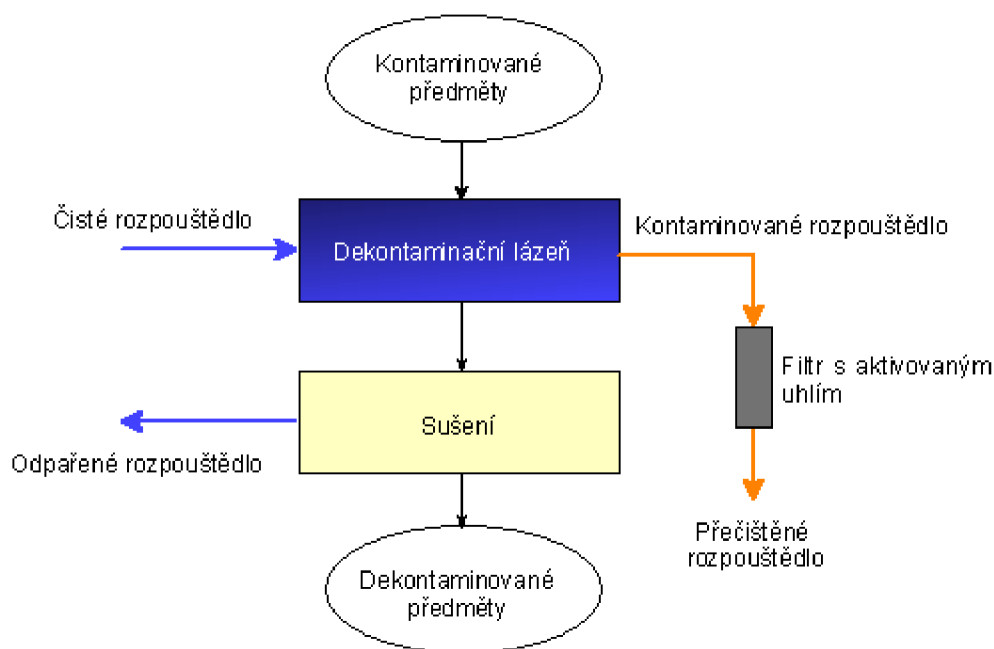 Kontaminované
předměty
Čisté rozpouštědlo
Kontaminované rozpouštědlo
Dekontaminační lázeň
Filtr s aktivovaným
uhlím
Sušení
Odpařené rozpouštědlo
Přečištěné
rozpouštědlo
Dekontaminované
předměty